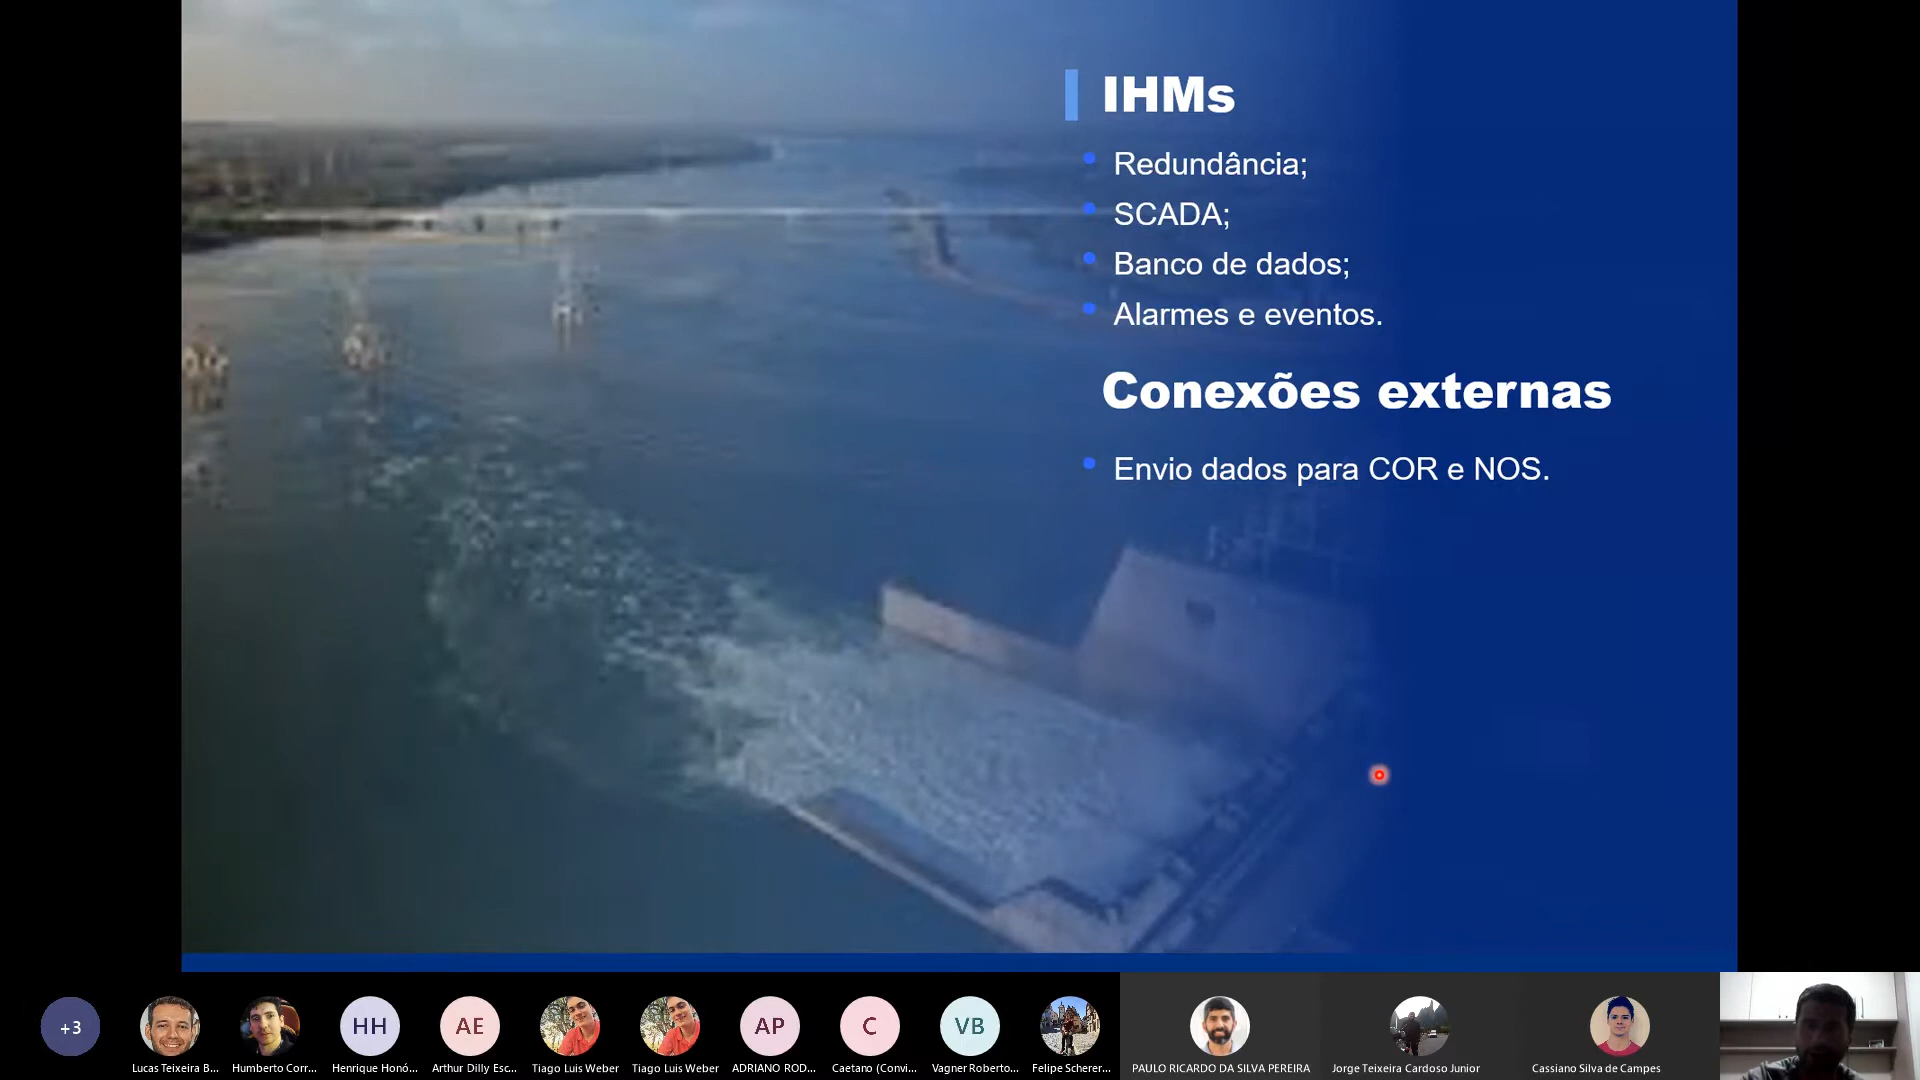 IHMs
Redundância;
SCADA;
Banco de dados;
Alarmes e eventos.
Conexões externas
Envio dados para COR e NOS.
+3
HH
AE
AP
C
VB
Lucas Teixeira B...
Humberto Corr...
Henrique Honó...
Arthur Dilly Esc...
Tiago Luis Weber
Tiago Luis Weber
ADRIANO ROD...
Caetano (Convi...
Vagner Roberto...
Felipe Scherer...
PAULO RICARDO DA SILVA PEREIRA
Jorge Teixeira Cardoso Junior
Cassiano Silva de Campes